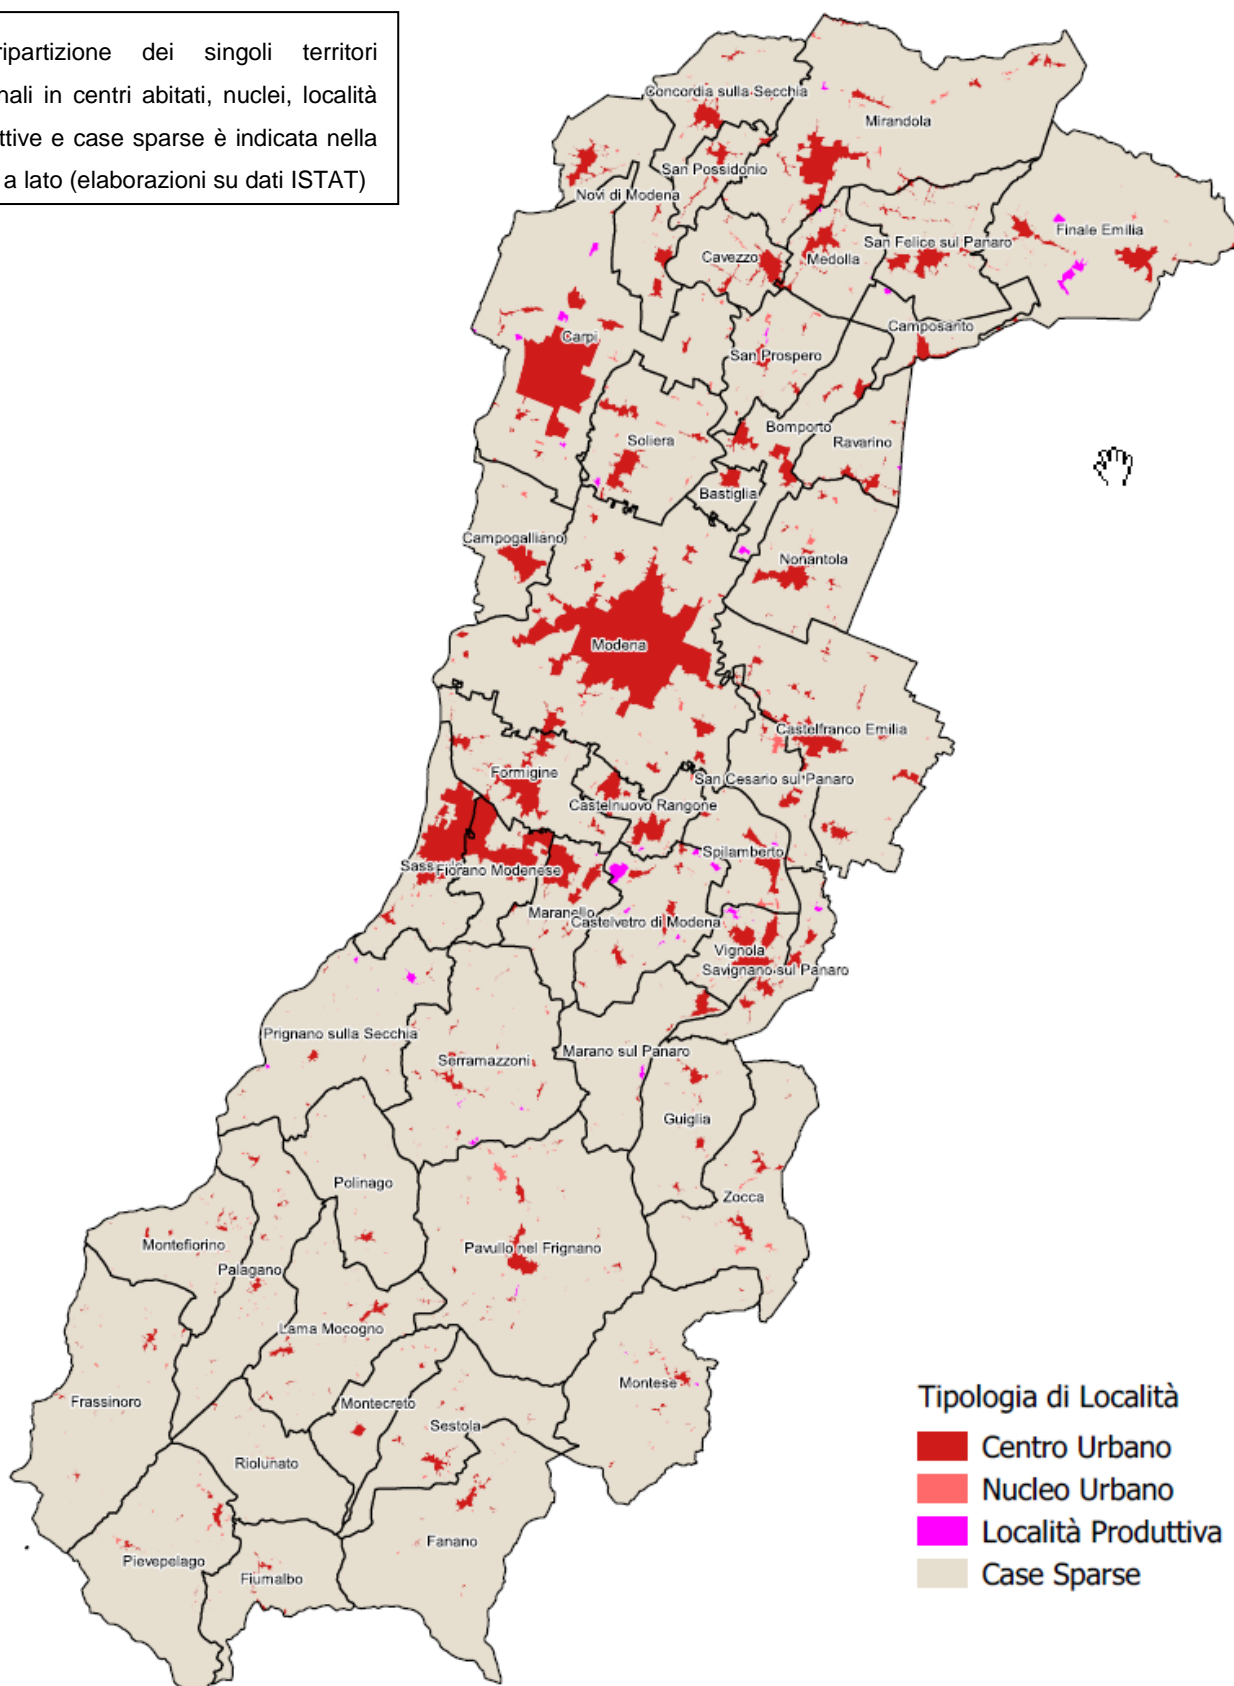 ripartizione dei singoli territori
nali in centri abitati, nuclei, località
ttive e case sparse è indicata nella
a lato (elaborazioni su dati ISTAT)
Concordia sulla Secchia
Mirandola
San Possidonio
Novi di Modena
Finale Emilia
San Felice sul Panaro
Cavezzo
Medolla
Camposanto
Carpi
San Prospero
Bomporto
Soliera
Ravarino
Bastiglia
Campogalliano
Nonantola
Modena
Castelfranco Emilia
Formigine
San Cesario sul Panaro
Castelnuovo Rangone
Spilamberto
Fiorano Modenese
Maranello
Castelvetro di Modena
Vignola
Savignano sul Panaro
Prignano sulla Secchia
Marano sul Panaro
Serramazzoni
Guiglia
Polinago
Zocca
Montefiorino
Pavullo nel Frignano
Palagano
Lama Mocogno
Montese
Frassinoro
Montecreto
Sestola
Riolunato
Fanano
Pievepelago
Fiumalbo
Tipologia di Località
Centro Urbano
Nucleo Urbano
Località Produttiva
Case Sparse